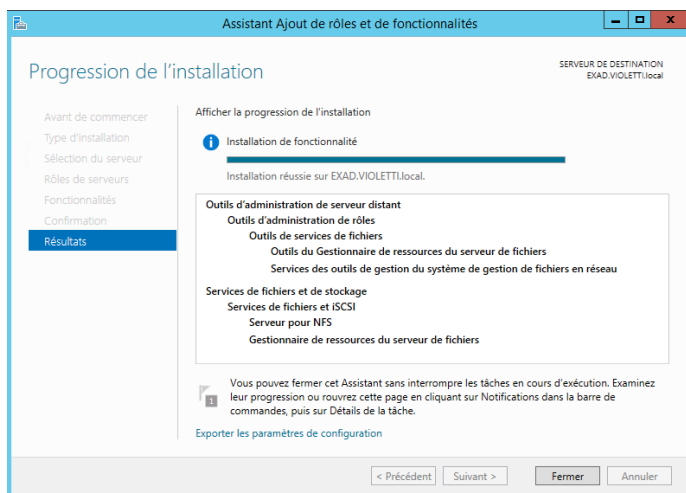 Assistant Ajout de rôles et de fonctionnalités
Progression de l'installation
SERVEUR DE DESTINATION
EXAD.VIOLETTI.local
Avant de commencer
Type d'installation
Sélection du serveur
Rôles de serveurs
Fonctionnalités
Confirmation
Résultats
Afficher la progression de l'installation
Installation de fonctionnalité
Installation réussie sur EXAD.VIOLETTI.local.
Outils d'administration de serveur distant
Outils d'administration de rôles
Outils de services de fichiers
Outils du Gestionnaire de ressources du serveur de fichiers
Services des outils de gestion du système de gestion de fichiers en réseau
Services de fichiers et de stockage
Services de fichiers et iSCSI
Serveur pour NFS
Gestionnaire de ressources du serveur de fichiers
1
Vous pouvez fermer cet Assistant sans interrompre les tâches en cours d'exécution. Examinez
leur progression ou rouvrez cette page en cliquant sur Notifications dans la barre de
commandes, puis sur Détails de la tâche.
Exporter les paramètres de configuration
< Précédent
Suivant >
Fermer
Annuler